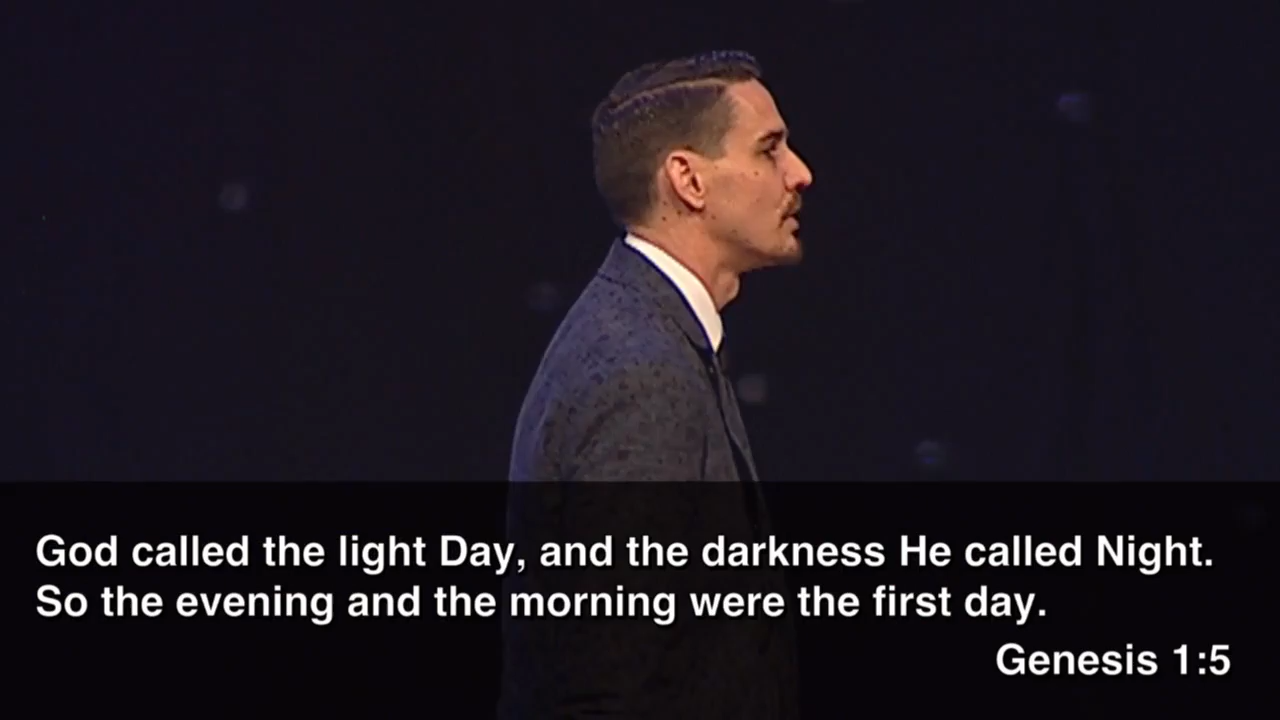 God called the light Day, and the darkness He called Night.
So the evening and the morning were the first day.
Genesis 1:5